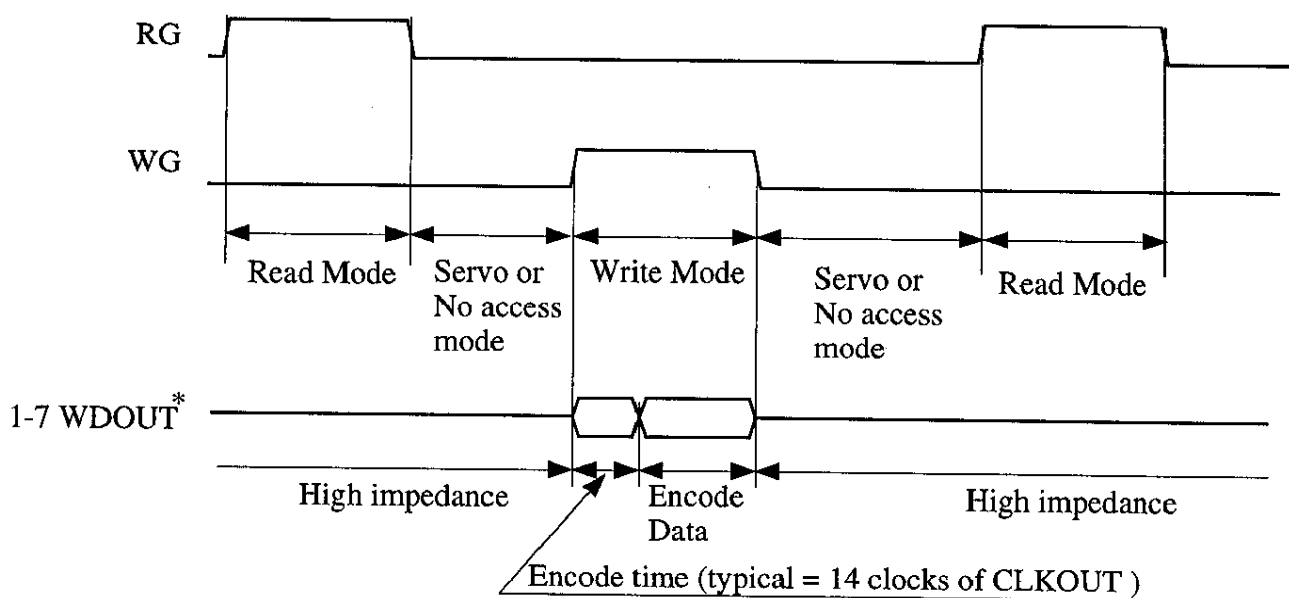 RG
WG
Read Mode
Servo or
No access
mode
Write Mode
Servo or
No access
mode
Read Mode
1-7 WDOUT*
High impedance
Encode
Data
High impedance
Encode time (typical = 14 clocks of CLKOUT )